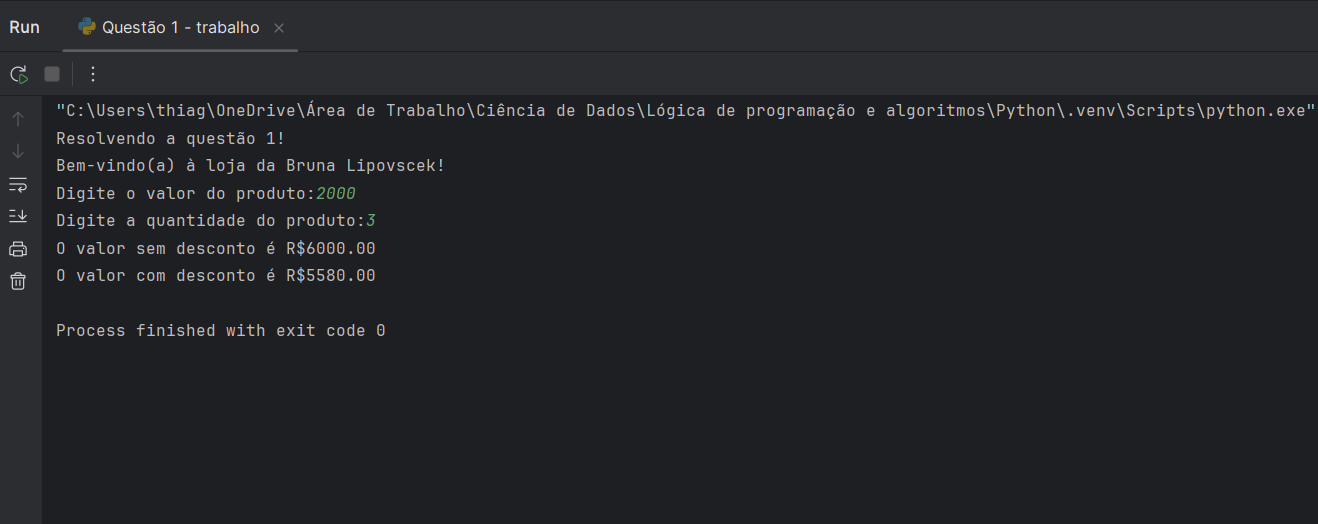 Run
Questão 1 - trabalho
"C:\Users\thiag\OneDrive\Área de Trabalho\Ciência de Dados\Lógica de programação e algoritmos\Python\.venv\Scripts\python.exe"
Resolvendo a questão 1!
Bem-vindo(a) à loja da Bruna Lipovscek!
Digite o valor do produto:2000
Digite a quantidade do produto:3
O valor sem desconto é R$6000.00
O valor com desconto é R$5580.00
Process finished with exit code 0